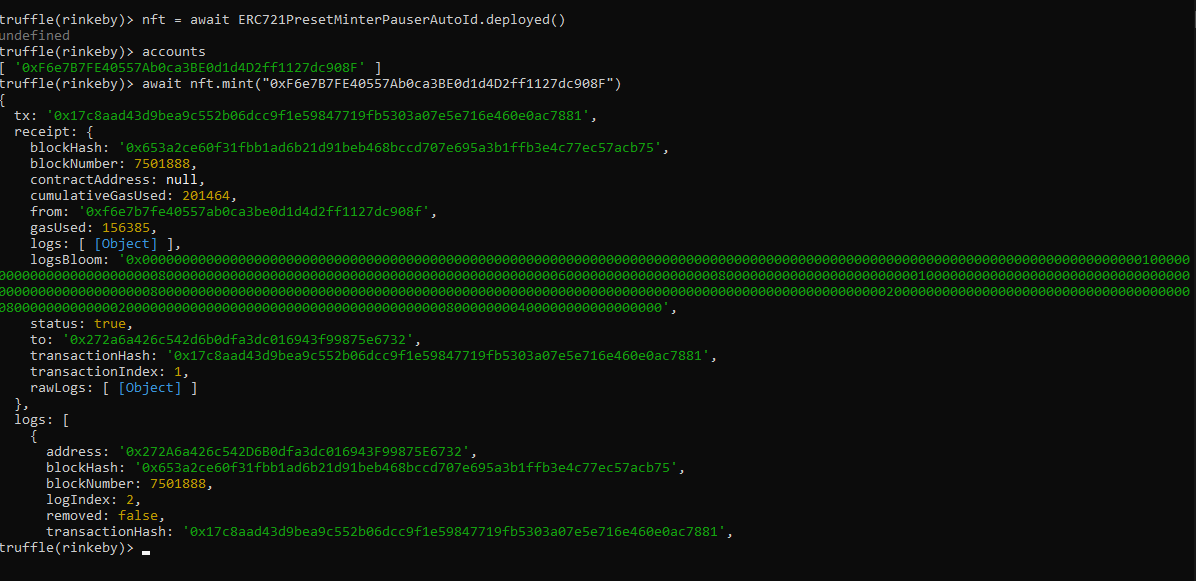 truffle(rinkeby)> nft = await ERC721PresetMinterPauserAutoId.deployed()
undefined
truffle(rinkeby)> accounts
[ '0xF6e7B7FE40557Ab0ca3BE0d1d4D2ff1127dc908F' ]
truffle(rinkeby)> await nft.mint("0xF6e7B7FE40557Ab0ca3BE0d1d4D2ff1127dc908F")
{
tx: '0x17c8aad43d9bea9c552b06dcc9f1e59847719fb5303a07e5e716e460e0ac7881',
receipt: {
blockHash: '0x653a2ce60f31fbb1ad6b21d91beb468bccd707e695a3b1ffb3e4c77ec57acb75',
blockNumber: 7501888,
contractAddress: null,
cumulativeGasUsed: 201464,
from: '0xf6e7b7fe40557ab0ca3be0d1d4d2ff1127dc908f',
gasUsed: 156385,
logs: [ [Object] ],
logsBloom:
status: true,
to: '0x272a6a426c542d6b0dfa3dc016943f99875e6732',
transactionHash: '0x17c8aad43d9bea9c552b06dcc9f1e59847719fb5303a07e5e716e460e0ac7881',
transactionIndex: 1,
rawLogs: [ [Object] ]
},
logs: [
{
address: '0x272A6a426c542D6B0dfa3dc016943F99875E6732',
blockHash: '0x653a2ce60f31fbb1ad6b21d91beb468bccd707e695a3b1ffb3e4c77ec57acb75',
blockNumber: 7501888,
logIndex: 2,
removed: false,
transactionHash: '0x17c8aad43d9bea9c552b06dcc9f1e59847719fb5303a07e5e716e460e0ac7881',
truffle(rinkeby)>